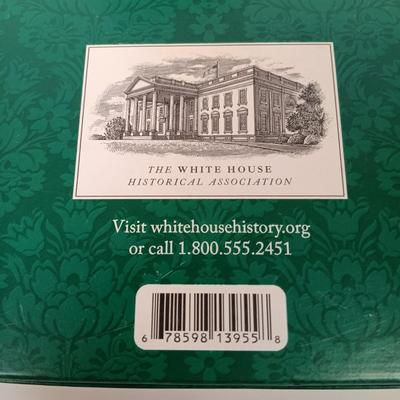 THE WHITE HOUSE
HISTORICAL ASSOCIATION
Visit whitehousehistory.org
or call 1.800.555.2451
6 78598 13955 8